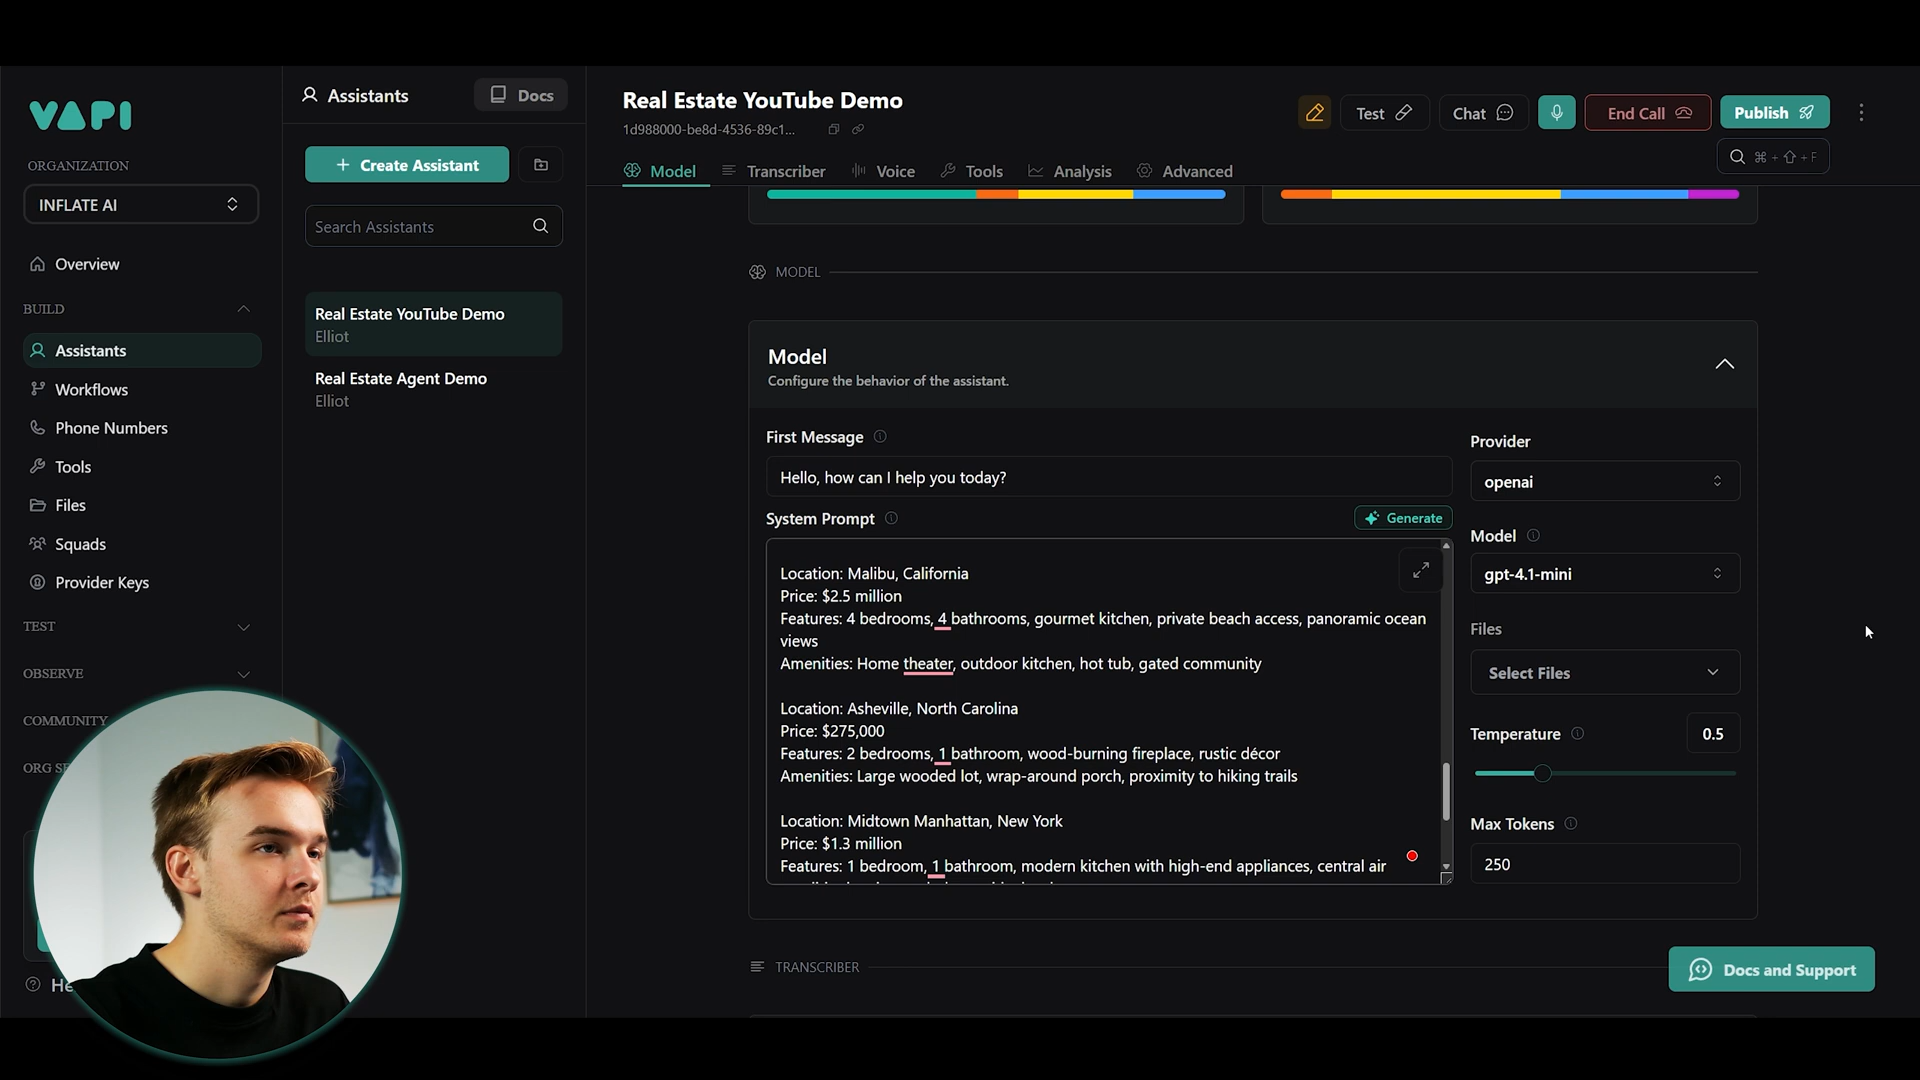 VAPI
ORGANIZATION
INFLATE AI
Overview
BUILD
Assistants
Workflows
Phone Numbers
Tools
Files
Squads
Provider Keys
TEST
OBSERVE
COMMUNITY
ORG
Assistants
Docs
Create Assistant
Search Assistants
Real Estate YouTube Demo
Elliot
Real Estate Agent Demo
Elliot
Real Estate YouTube Demo
1d988000-be8d-4536-89c1...
Test
Chat
End Call
Publish
⌘ + ⇧ + F
Model
Transcriber
Voice
Tools
Analysis
Advanced
MODEL
Model
Configure the behavior of the assistant.
First Message
Hello, how can I help you today?
System Prompt
Generate
Location: Malibu, California
Price: $2.5 million
Features: 4 bedrooms, 4 bathrooms, gourmet kitchen, private beach access, panoramic ocean
views
Amenities: Home theater, outdoor kitchen, hot tub, gated community
Location: Asheville, North Carolina
Price: $275,000
Features: 2 bedrooms, 1 bathroom, wood-burning fireplace, rustic décor
Amenities: Large wooded lot, wrap-around porch, proximity to hiking trails
Location: Midtown Manhattan, New York
Price: $1.3 million
Features: 1 bedroom, 1 bathroom, modern kitchen with high-end appliances, central air
Provider
openai
Model
gpt-4.1-mini
Files
Select Files
Temperature
0.5
Max Tokens
250
TRANSCRIBER
Docs and Support